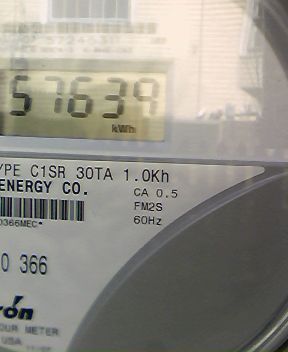 57639
kWh
YPE C1SR 30TA 1.0Kh
ENERGY CO.
CA 0.5
FM2S
60Hz
0366MEC*
0 366
ron
OUR METER
USA